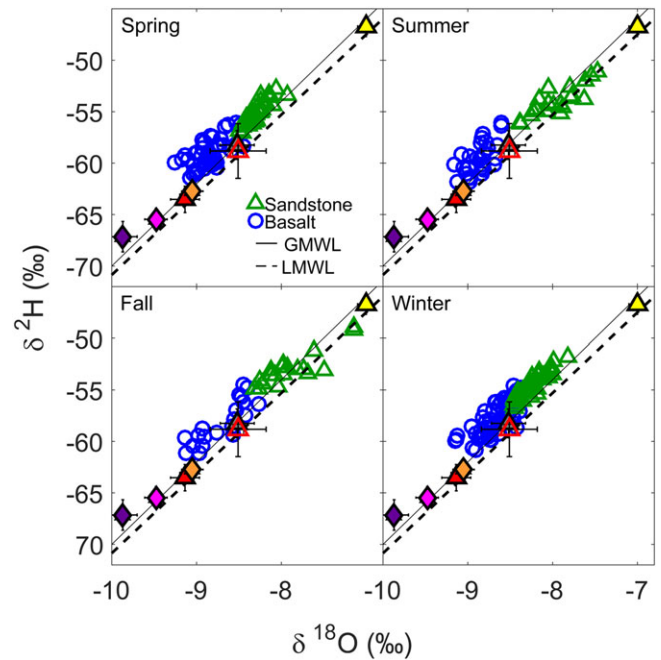 Spring
Summer
-50
-55
-60
-65
-70
Sandstone
Basalt
GMWL
LMWL
δ ²H (‰)
Fall
Winter
-50
-55
-60
-65
70
-10
-9
-8
-10
-9
-8
-7
δ ¹⁸O (‰)